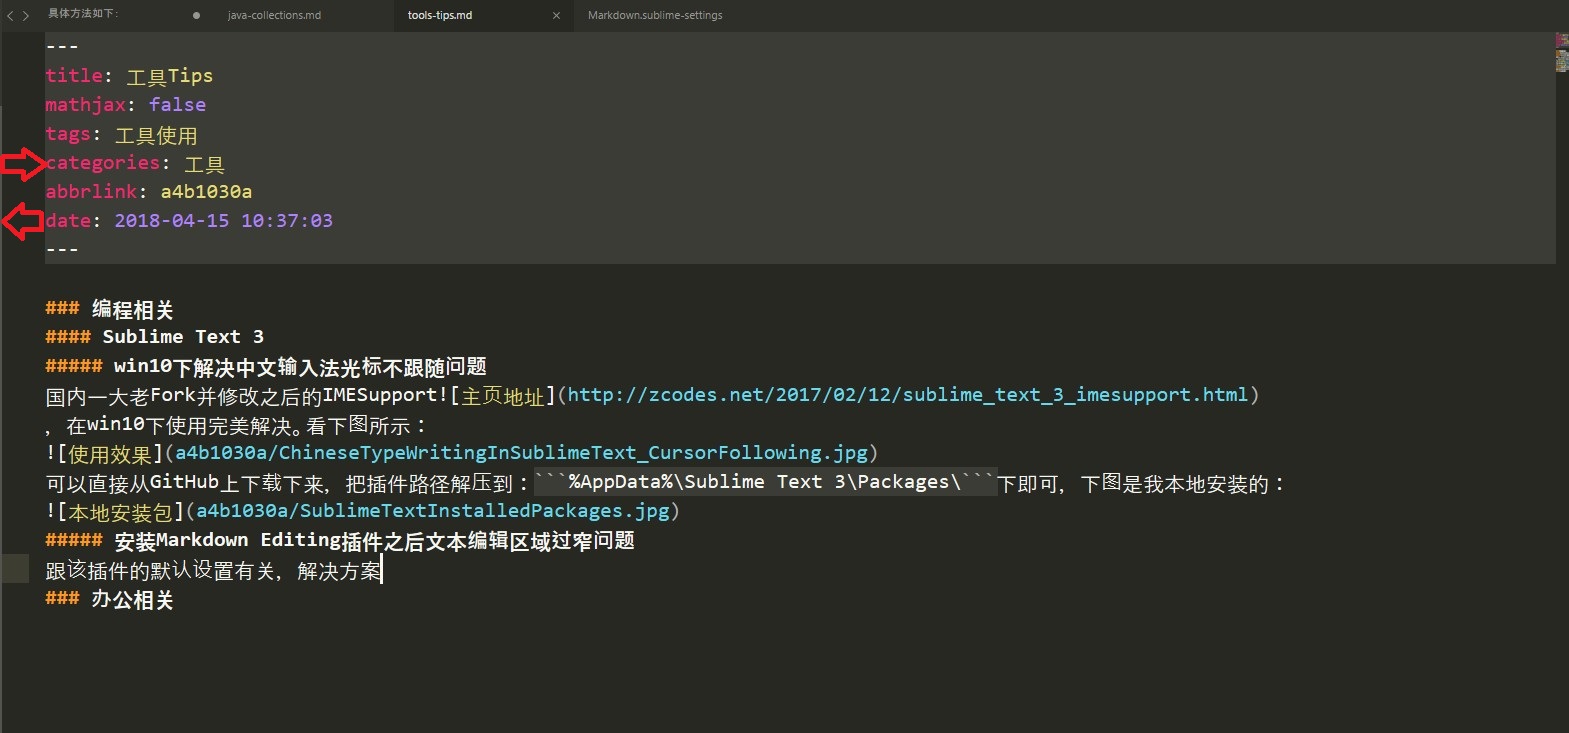 具体方法如下:
java-collections.md
tools-tips.md
Markdown.sublime-settings
---
title: 工具Tips
mathjax: false
tags: 工具使用
categories: 工具
abbrlink: a4b1030a
date: 2018-04-15 10:37:03
---
### 编程相关
#### Sublime Text 3
##### win10下解决中文输入法光标不跟随问题
国内一大老Fork并修改之后的IMESupport![主页地址](http://zcodes.net/2017/02/12/sublime_text_3_imesupport.html)
，在win10下使用完美解决。看下图所示：
![使用效果](a4b1030a/ChineseTypeWritingInSublimeText_CursorFollowing.jpg)
可以直接从GitHub上下载下来，把插件路径解压到：```%AppData%\Sublime Text 3\Packages\```下即可，下图是我本地安装的：
![本地安装包](a4b1030a/SublimeTextInstalledPackages.jpg)
##### 安装Markdown Editing插件之后文本编辑区域过窄问题
跟该插件的默认设置有关，解决方案
### 办公相关